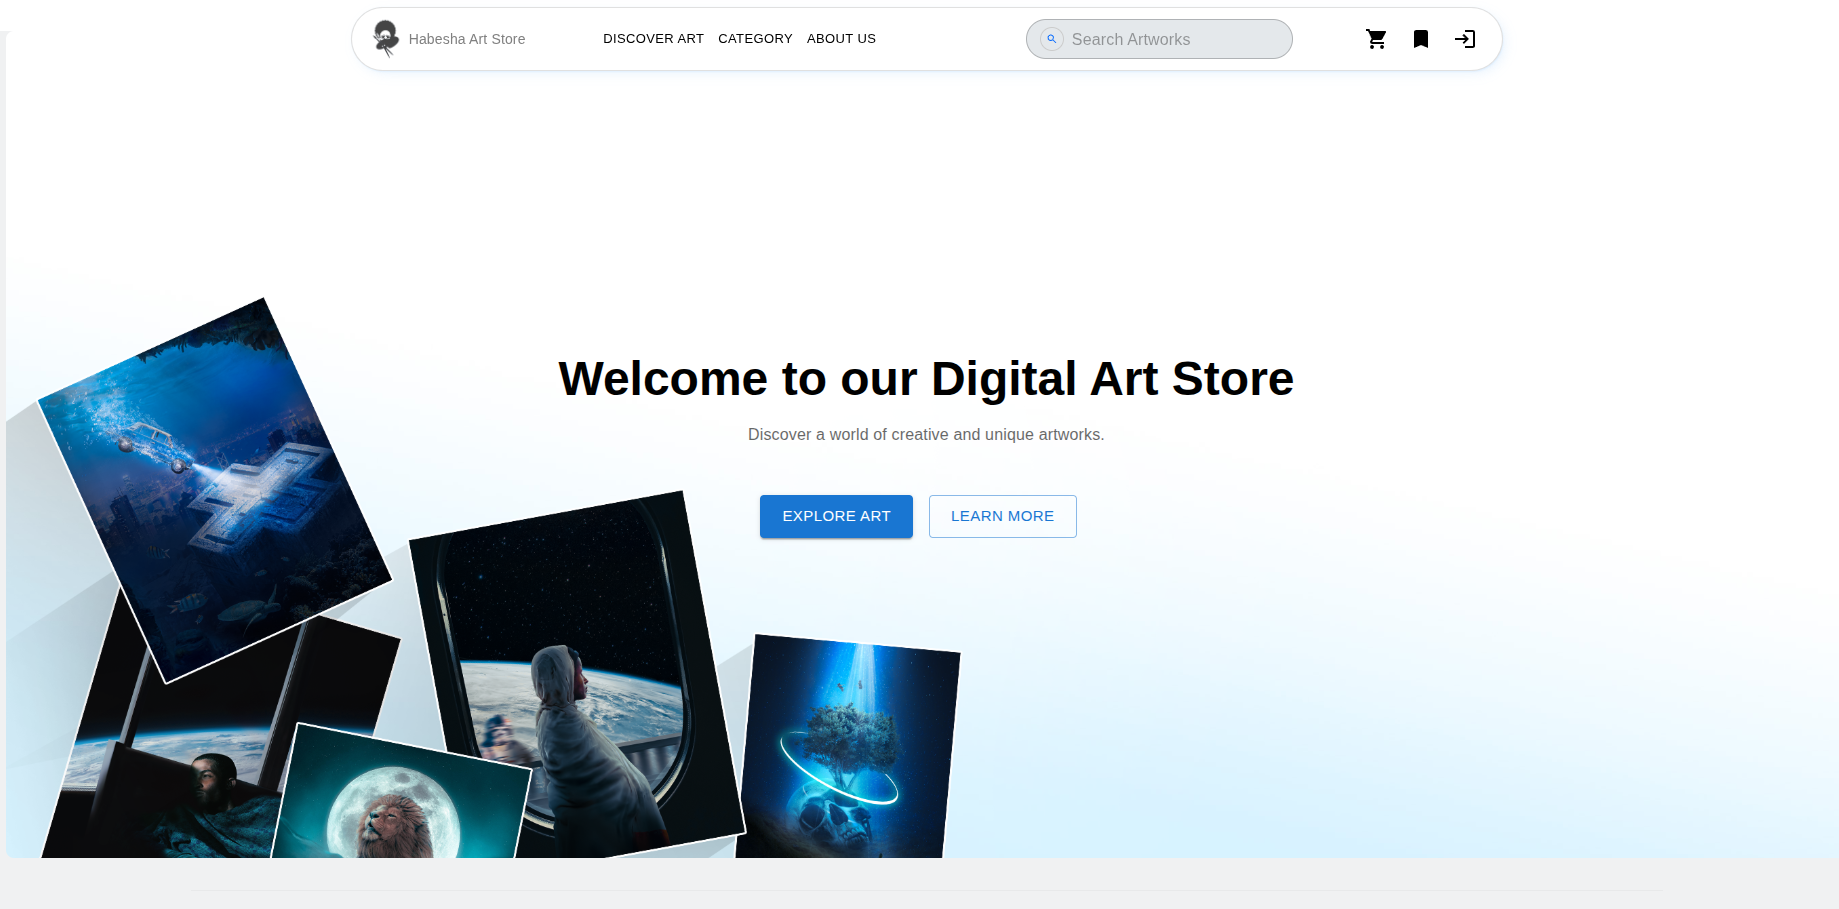 Habesha Art Store
DISCOVER ART
CATEGORY
ABOUT US
Search Artworks
Welcome to our Digital Art Store
Discover a world of creative and unique artworks.
EXPLORE ART
LEARN MORE